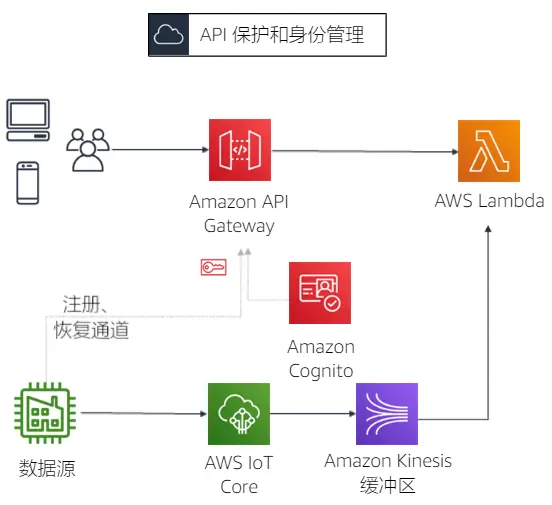 API 保护和身份管理
Amazon API
Gateway
AWS Lambda
注册、
恢复通道
Amazon
Cognito
数据源
AWS IoT
Core
Amazon Kinesis
缓冲区